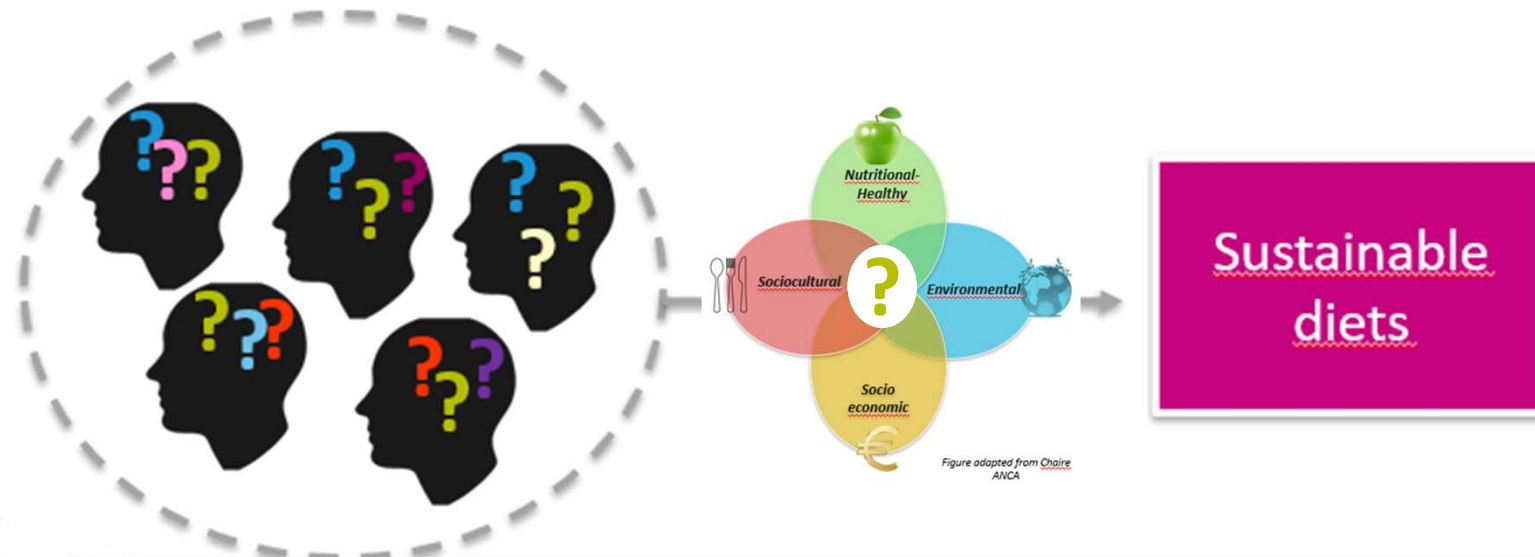 ? ? ?
? ? ?
? ? ?
? ? ?
? ? ?
Nutritional-
Healthy
Sociocultural
?
Environmental
Socio
economic
€
Figure adapted from Chaire
ANCA
Sustainable
diets